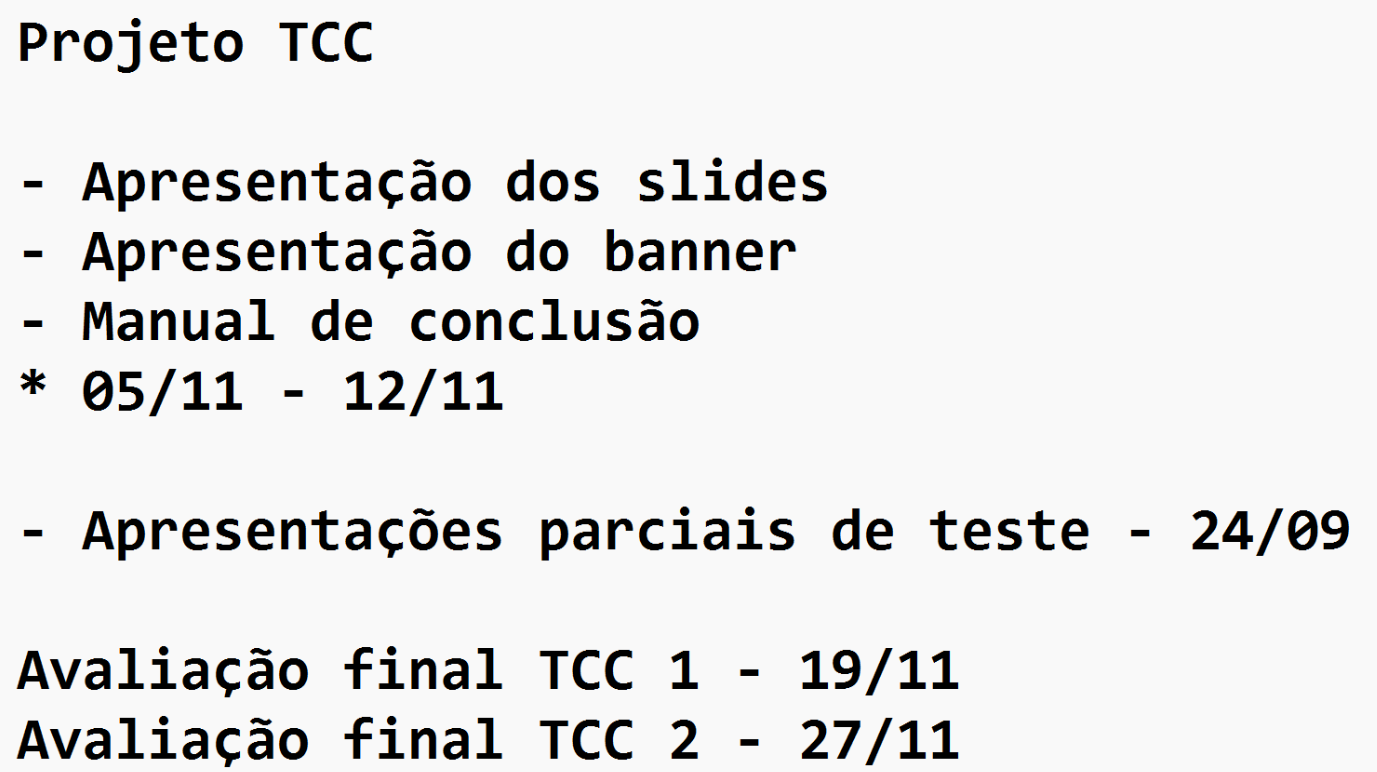 Projeto TCC
- Apresentação dos slides
- Apresentação do banner
- Manual de conclusão
* 05/11 - 12/11
- Apresentações parciais de teste - 24/09
Avaliação final TCC 1 - 19/11
Avaliação final TCC 2 - 27/11